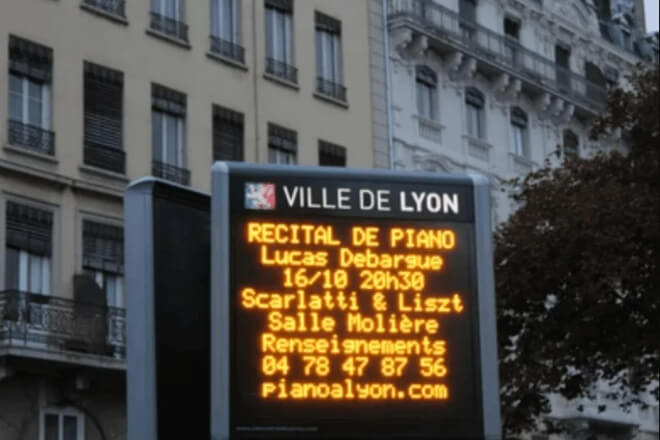 VILLE DE LYON
RECITAL DE PIANO
Lucas Debargue
16/10 20h30
Scarlatti & Liszt
Salle Molière
Renseignements
04 78 47 87 56
pianoalyon.com